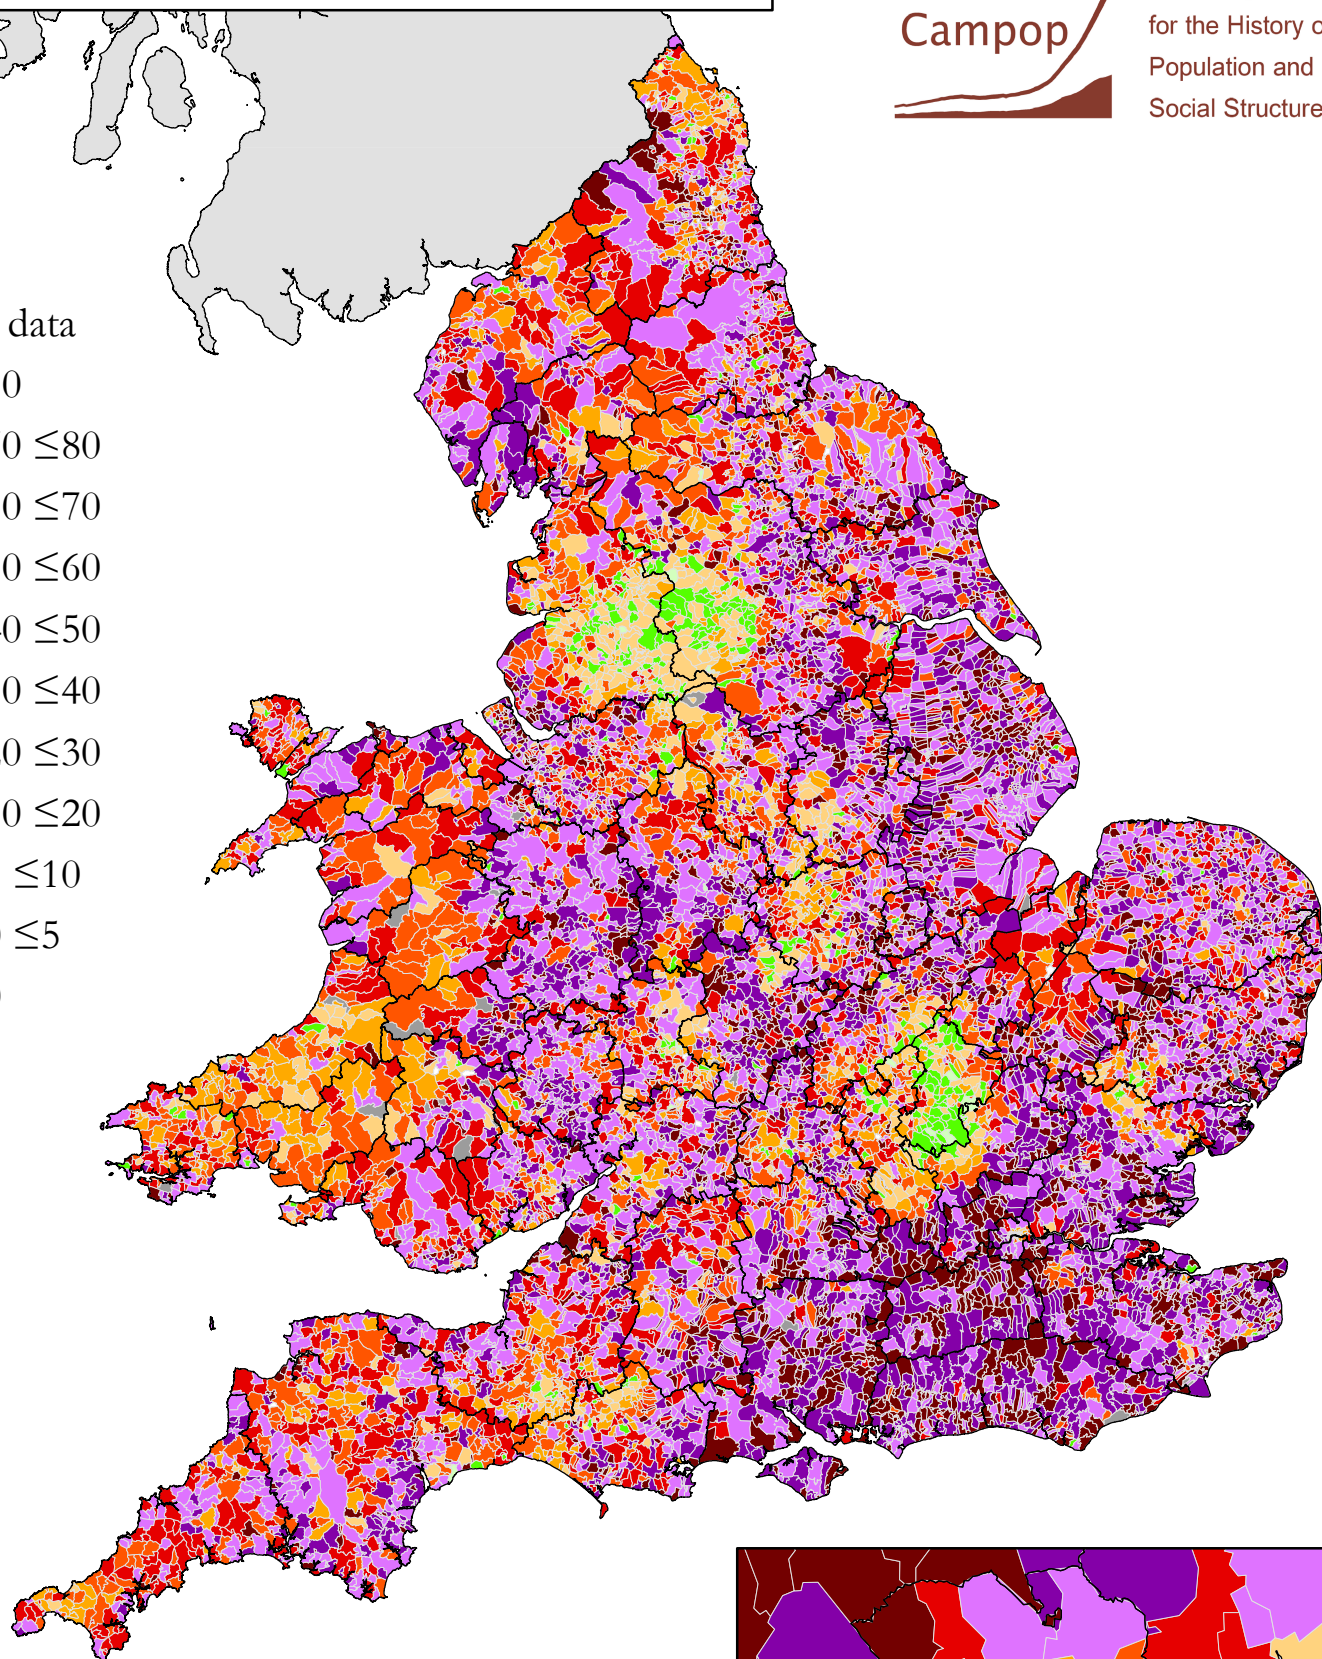 Campop
for the History o
Population and
Social Structure
data
0
0 ≤80
0 ≤70
0 ≤60
0 ≤50
0 ≤40
0 ≤30
0 ≤20
≤10
≤5